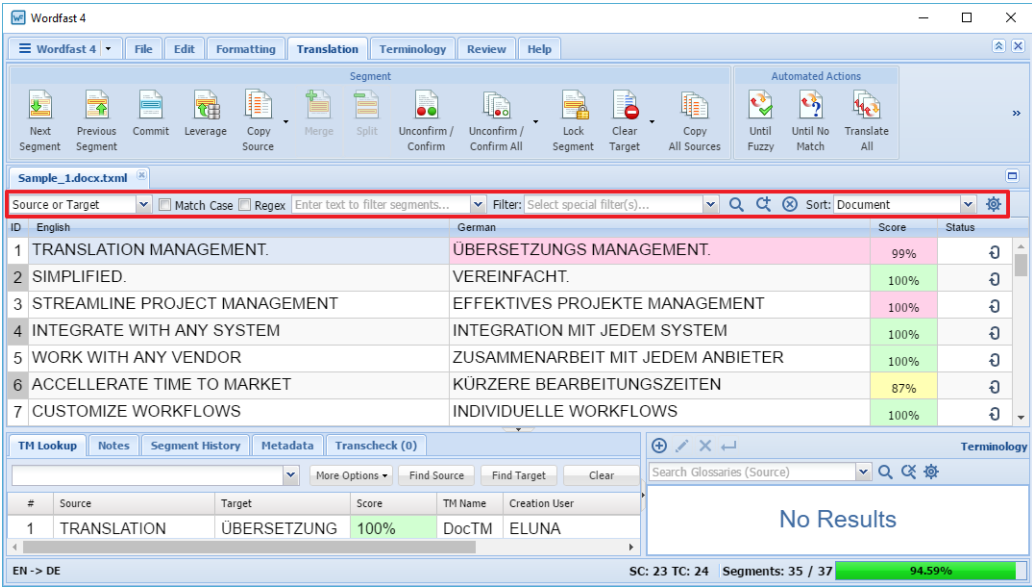 Wordfast 4
Wordfast 4 File Edit Formatting Translation Terminology Review Help
Segment Automated Actions
Next Segment Previous Segment Commit Leverage Copy Source Merge Split Unconfirm / Confirm Unconfirm / Confirm All Lock Segment Clear Target Copy All Sources Until Fuzzy Until No Match Translate All
Sample_1.docx.txml
Source or Target Match Case Regex Enter text to filter segments... Filter: Select special filter(s)... Sort: Document
ID English German Score Status
1 TRANSLATION MANAGEMENT. ÜBERSETZUNGS MANAGEMENT. 99%
2 SIMPLIFIED. VEREINFACHT. 100%
3 STREAMLINE PROJECT MANAGEMENT EFFEKTIVES PROJEKTE MANAGEMENT 100%
4 INTEGRATE WITH ANY SYSTEM INTEGRATION MIT JEDEM SYSTEM 100%
5 WORK WITH ANY VENDOR ZUSAMMENARBEIT MIT JEDEM ANBIETER 100%
6 ACCELLERATE TIME TO MARKET KÜRZERE BEARBEITUNGSZEITEN 87%
7 CUSTOMIZE WORKFLOWS INDIVIDUELLE WORKFLOWS 100%
TM Lookup Notes Segment History Metadata Transcheck (0)
Terminology
More Options Find Source Find Target Clear
Search Glossaries (Source)
# Source Target Score TM Name Creation User
1 TRANSLATION ÜBERSETZUNG 100% DocTM ELUNA
No Results
EN -> DE SC: 23 TC: 24 Segments: 35 / 37 94.59%